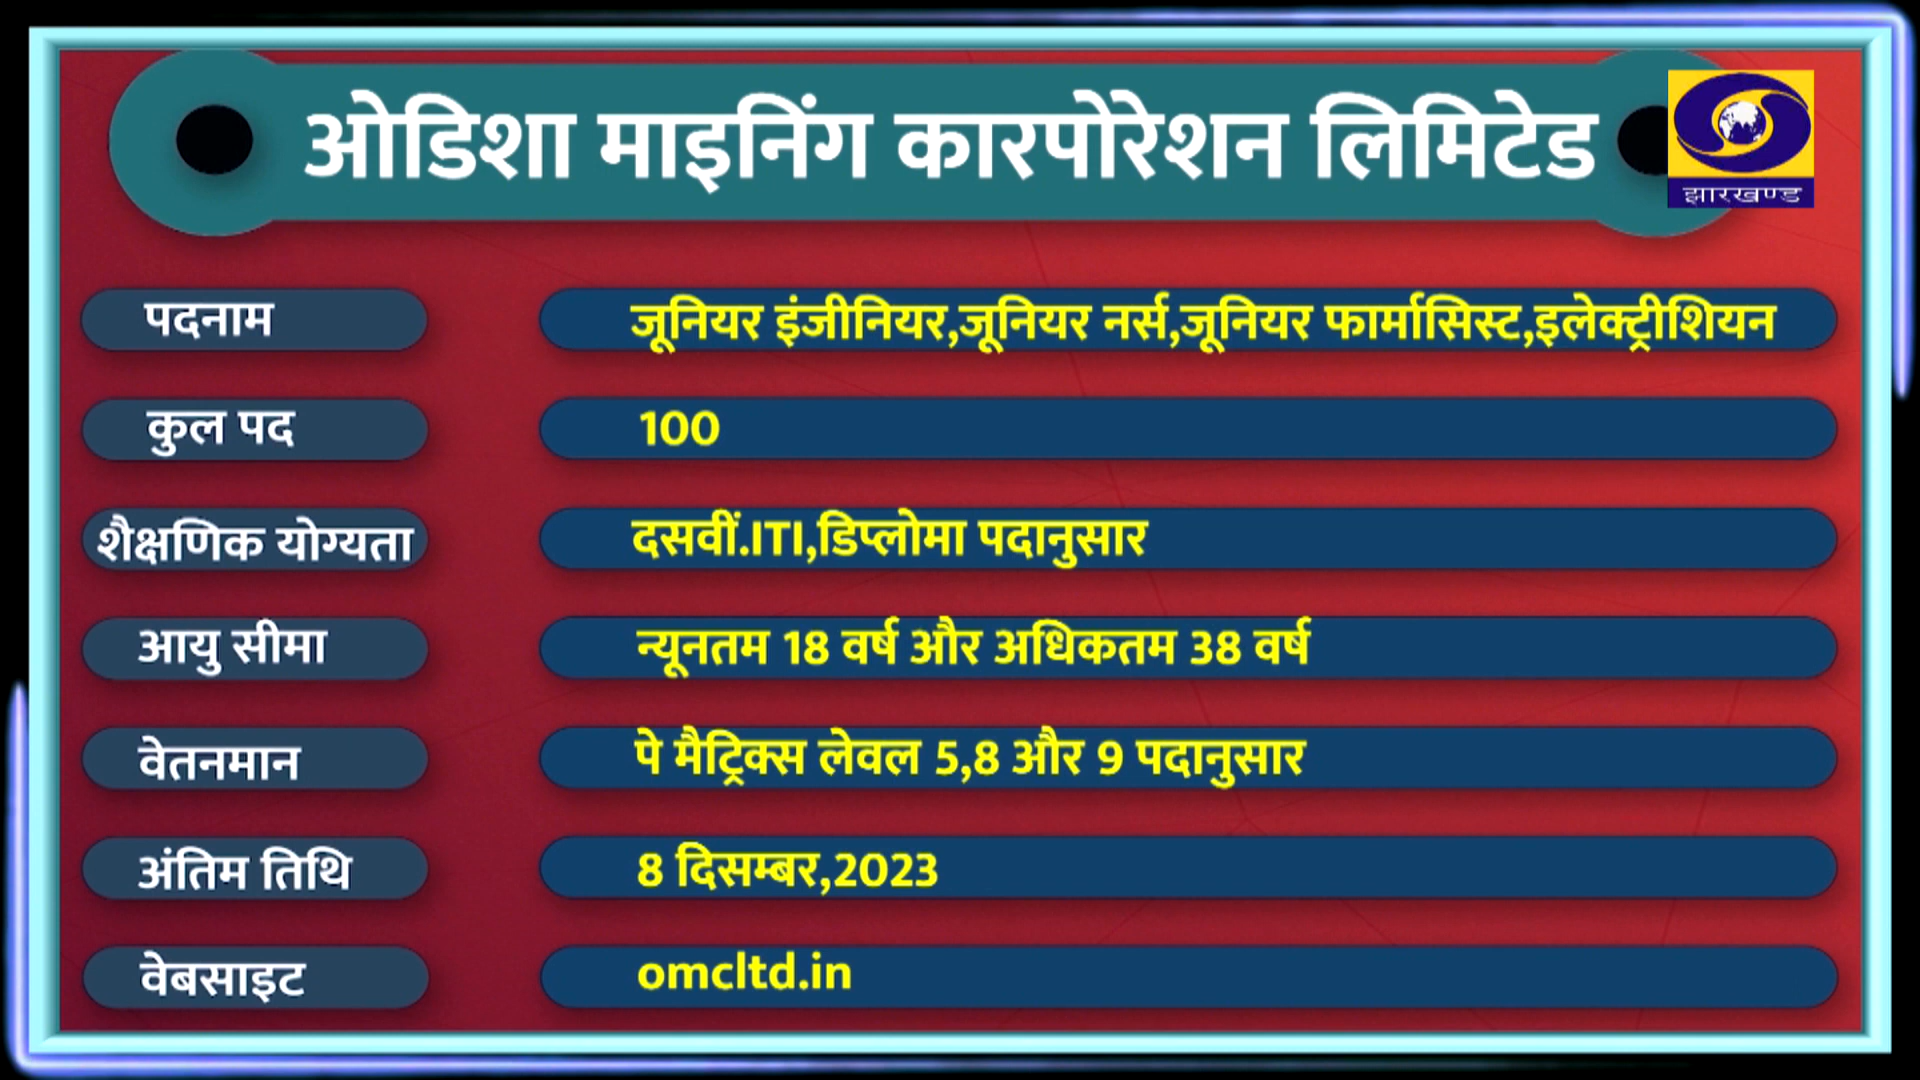 ओडिशा माइनिंग कारपोरेशन लिमिटेड
झारखण्ड
पदनाम जूनियर इंजीनियर,जूनियर नर्स,जूनियर फार्मासिस्ट,इलेक्ट्रीशियन
कुल पद 100
शैक्षणिक योग्यता दसवीं.ITI,डिप्लोमा पदानुसार
आयु सीमा न्यूनतम 18 वर्ष और अधिकतम 38 वर्ष
वेतनमान पे मैट्रिक्स लेवल 5,8 और 9 पदानुसार
अंतिम तिथि 8 दिसम्बर,2023
वेबसाइट omcltd.in